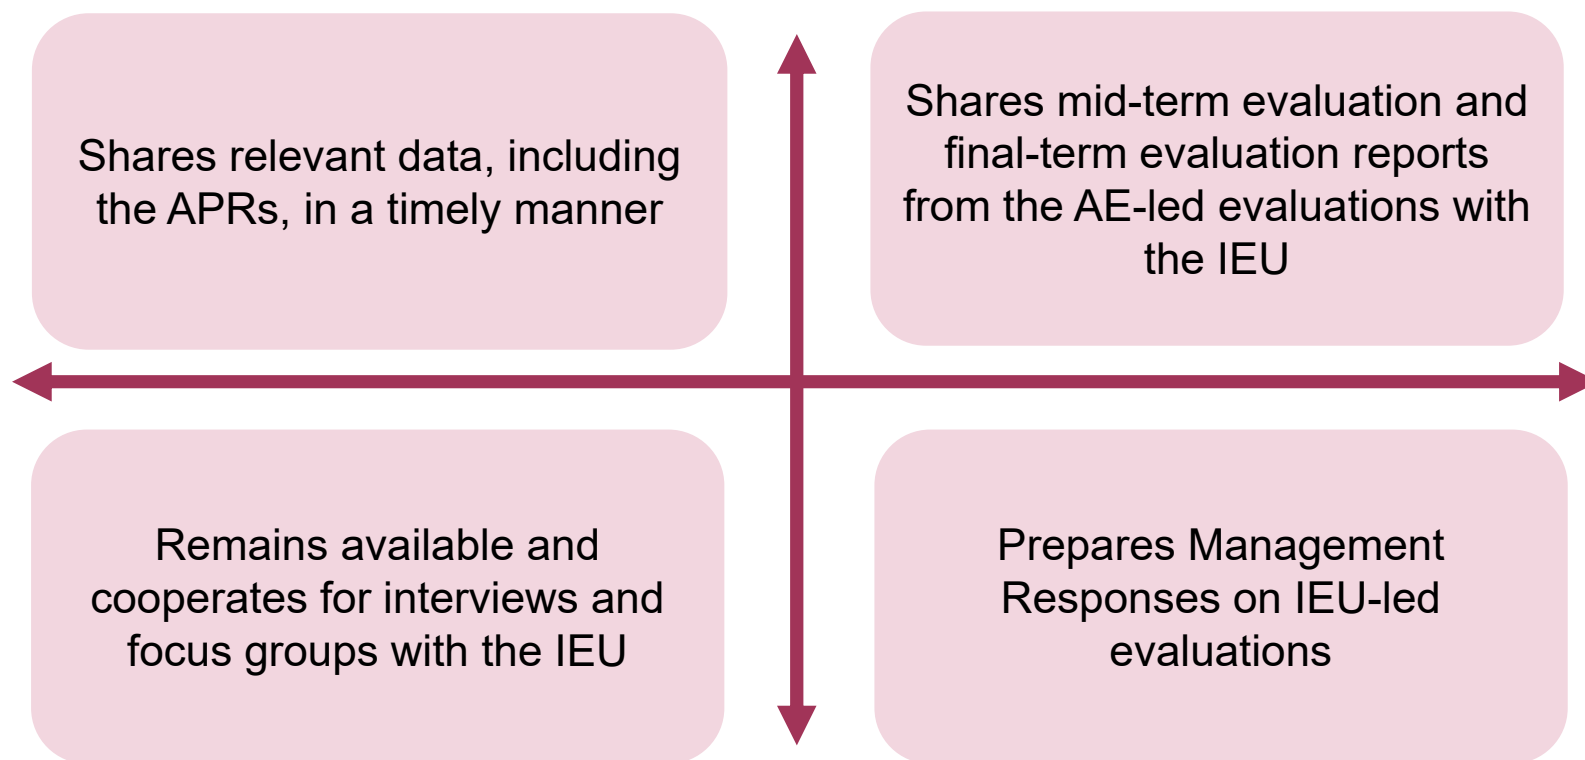 Shares relevant data, including
the APRs, in a timely manner
Shares mid-term evaluation and
final-term evaluation reports
from the AE-led evaluations with
the IEU
Remains available and
cooperates for interviews and
focus groups with the IEU
Prepares Management
Responses on IEU-led
evaluations